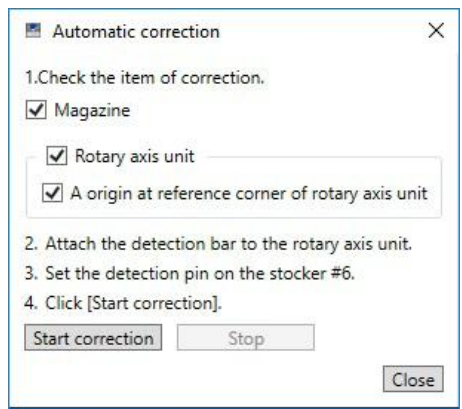 Automatic correction
1.Check the item of correction.
Magazine
Rotary axis unit
A origin at reference corner of rotary axis unit
2. Attach the detection bar to the rotary axis unit.
3. Set the detection pin on the stocker #6.
4. Click [Start correction].
Start correction Stop
Close